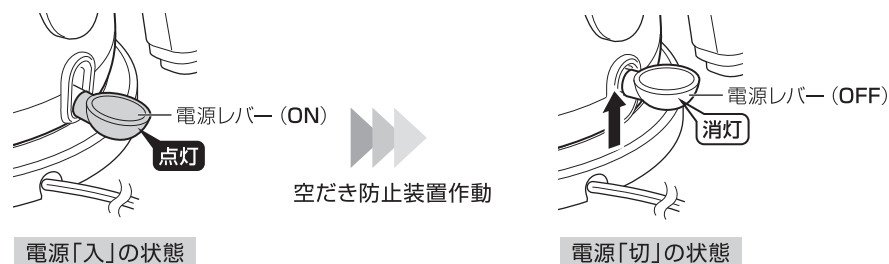 電源レバー（ON）
点灯
空だき防止装置作動
電源レバー（OFF）
消灯
電源「入」の状態
電源「切」の状態